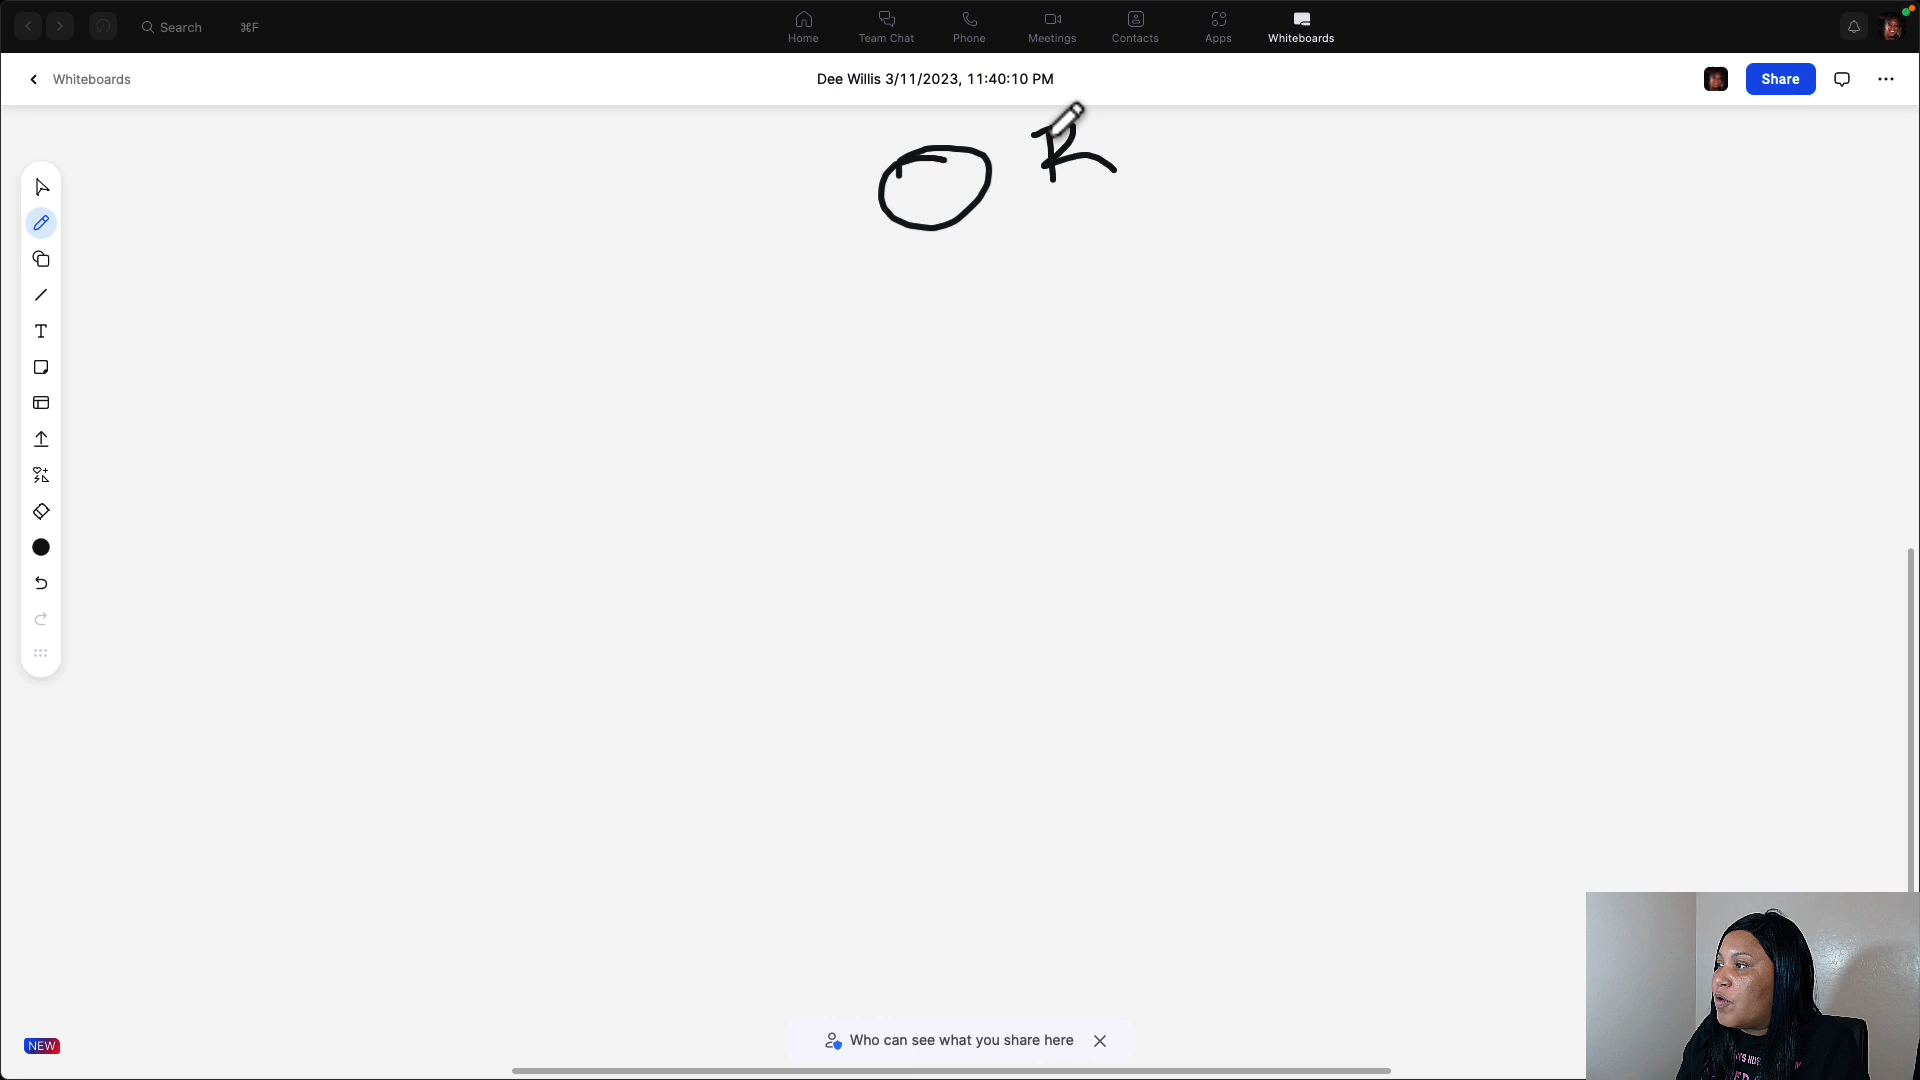 Search ⌘F
Home Team Chat Phone Meetings Contacts Apps Whiteboards
Whiteboards
Dee Willis 3/11/2023, 11:40:10 PM
Share
O R
T
NEW
Who can see what you share here